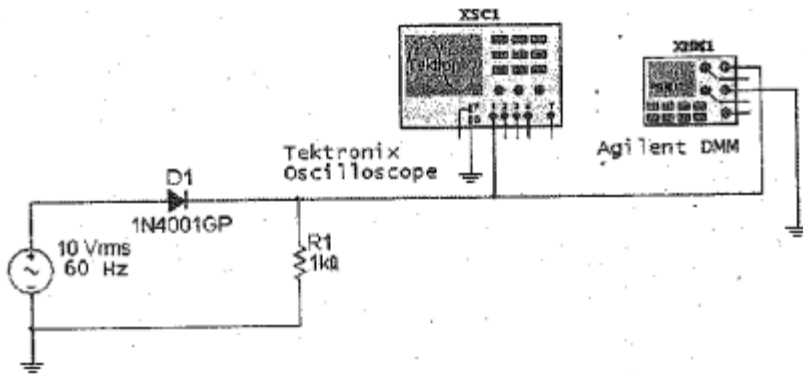 XSC1
XMM1
Tektronix
Oscilloscope
Agilent DMM
D1
1N4001GP
10 Vrms
60 Hz
R1
1kΩ